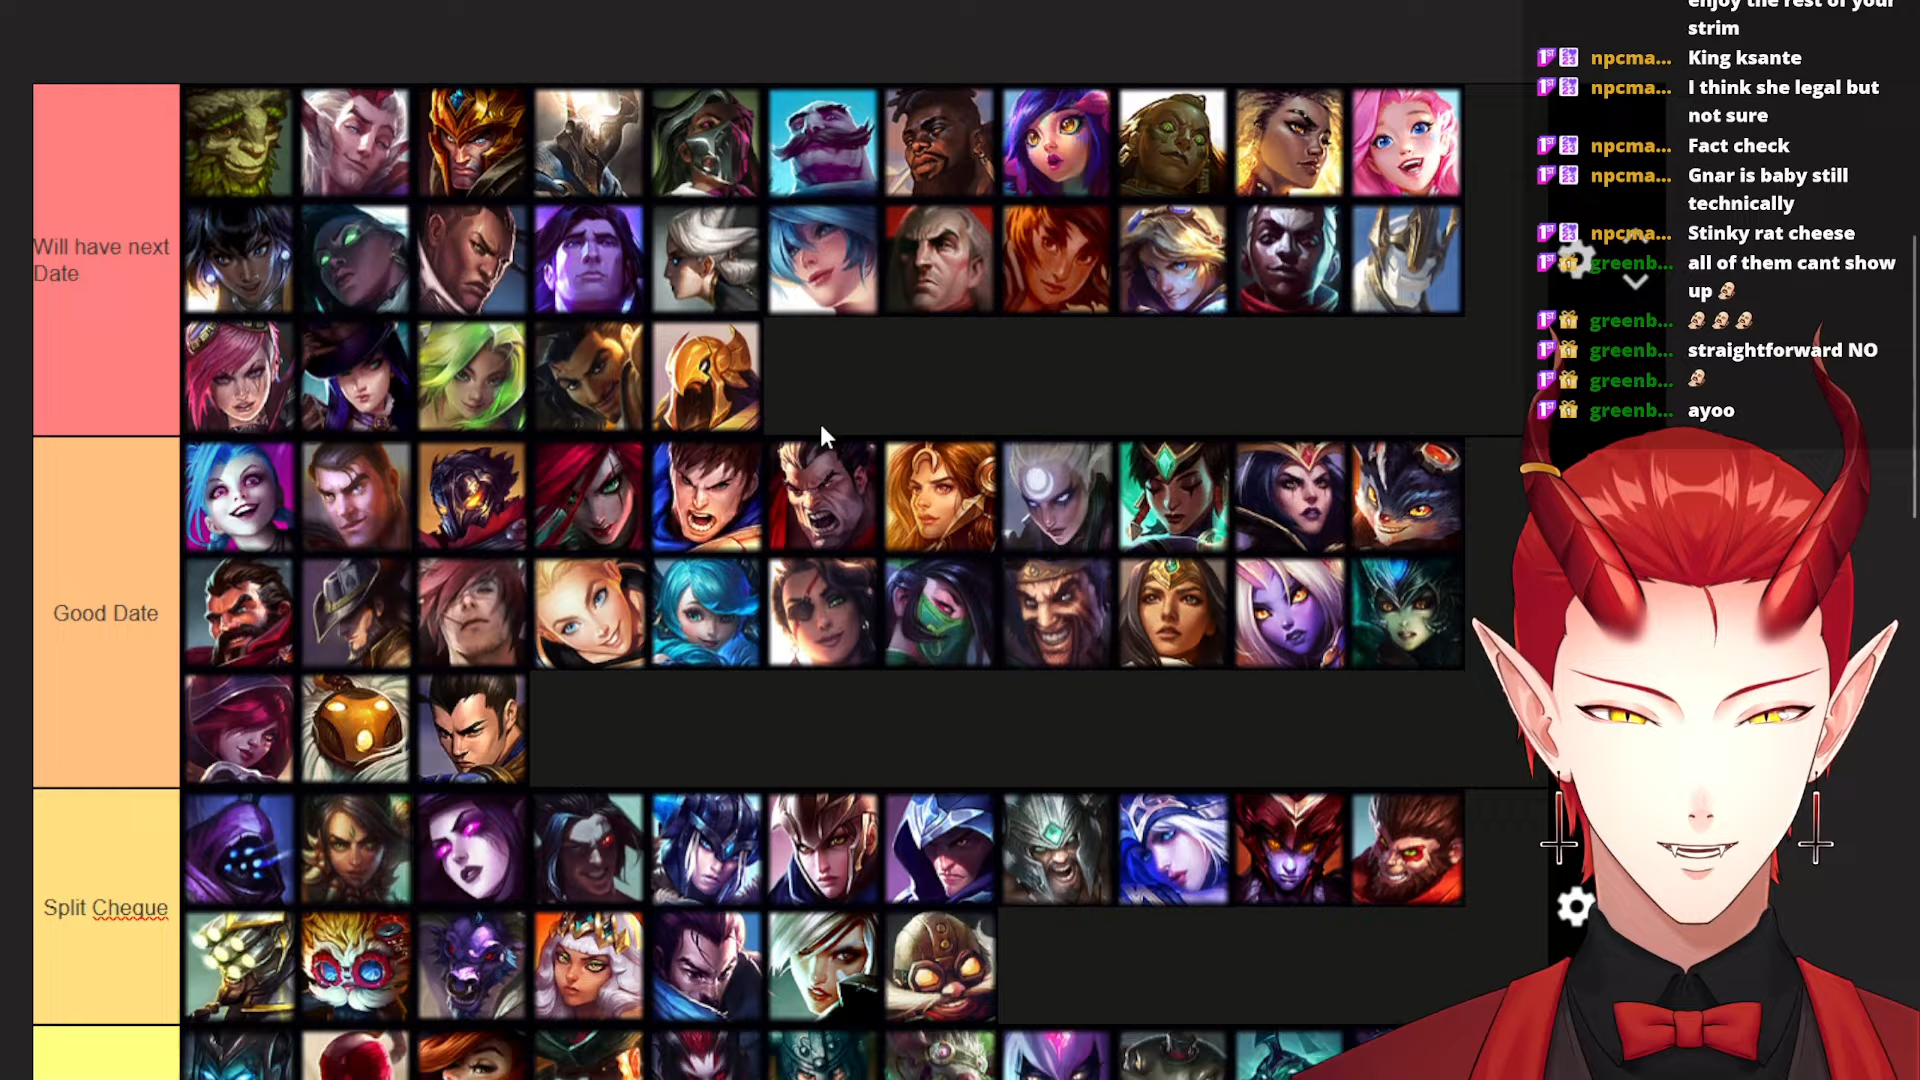 Will have next
Date
Good Date
Split Cheque
enjoy the rest of your
strim
npcma... King ksante
npcma... I think she legal but
not sure
npcma... Fact check
npcma... Gnar is baby still
technically
npcma... Stinky rat cheese
greenb... all of them cant show
up
greenb...
greenb... straightforward NO
greenb...
greenb... ayoo